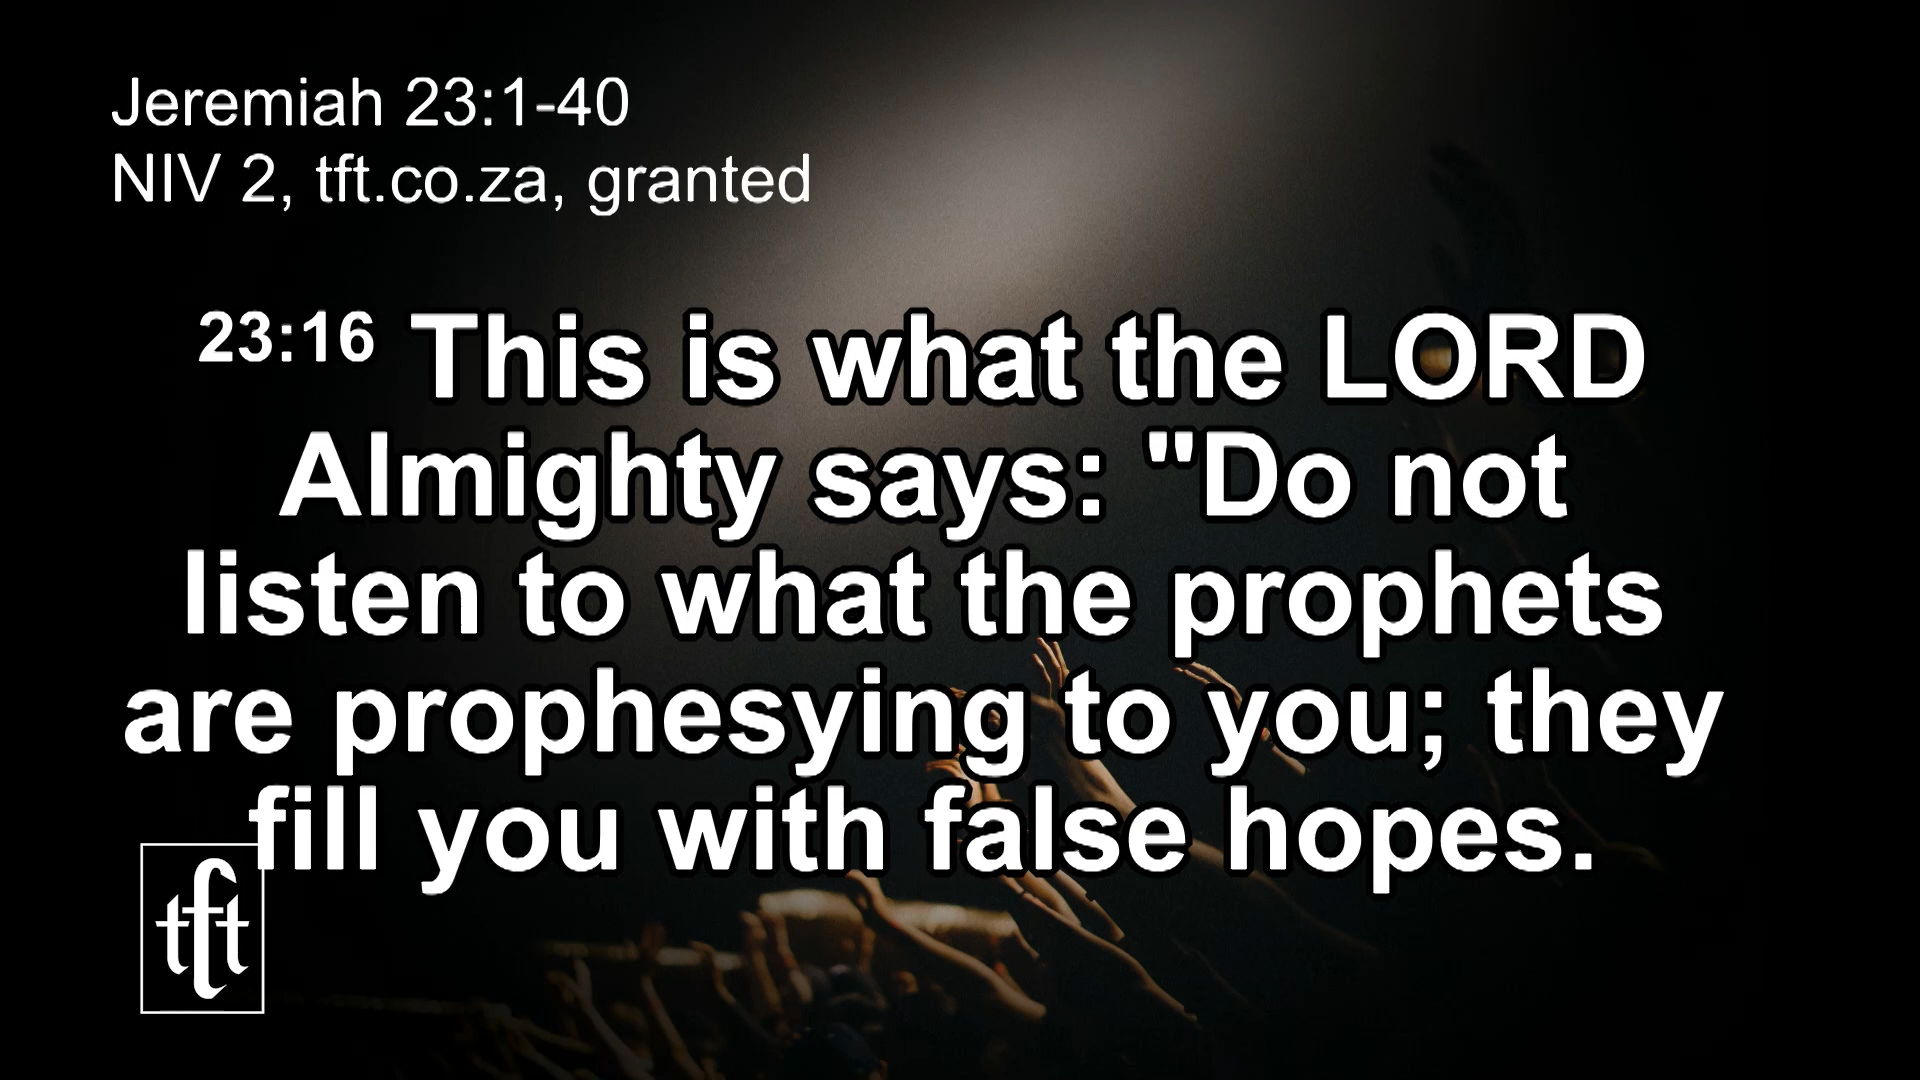 Jeremiah 23:1-40
NIV 2, tft.co.za, granted
23:16 This is what the LORD
Almighty says: "Do not
listen to what the prophets
are prophesying to you; they
fill you with false hopes.
tft